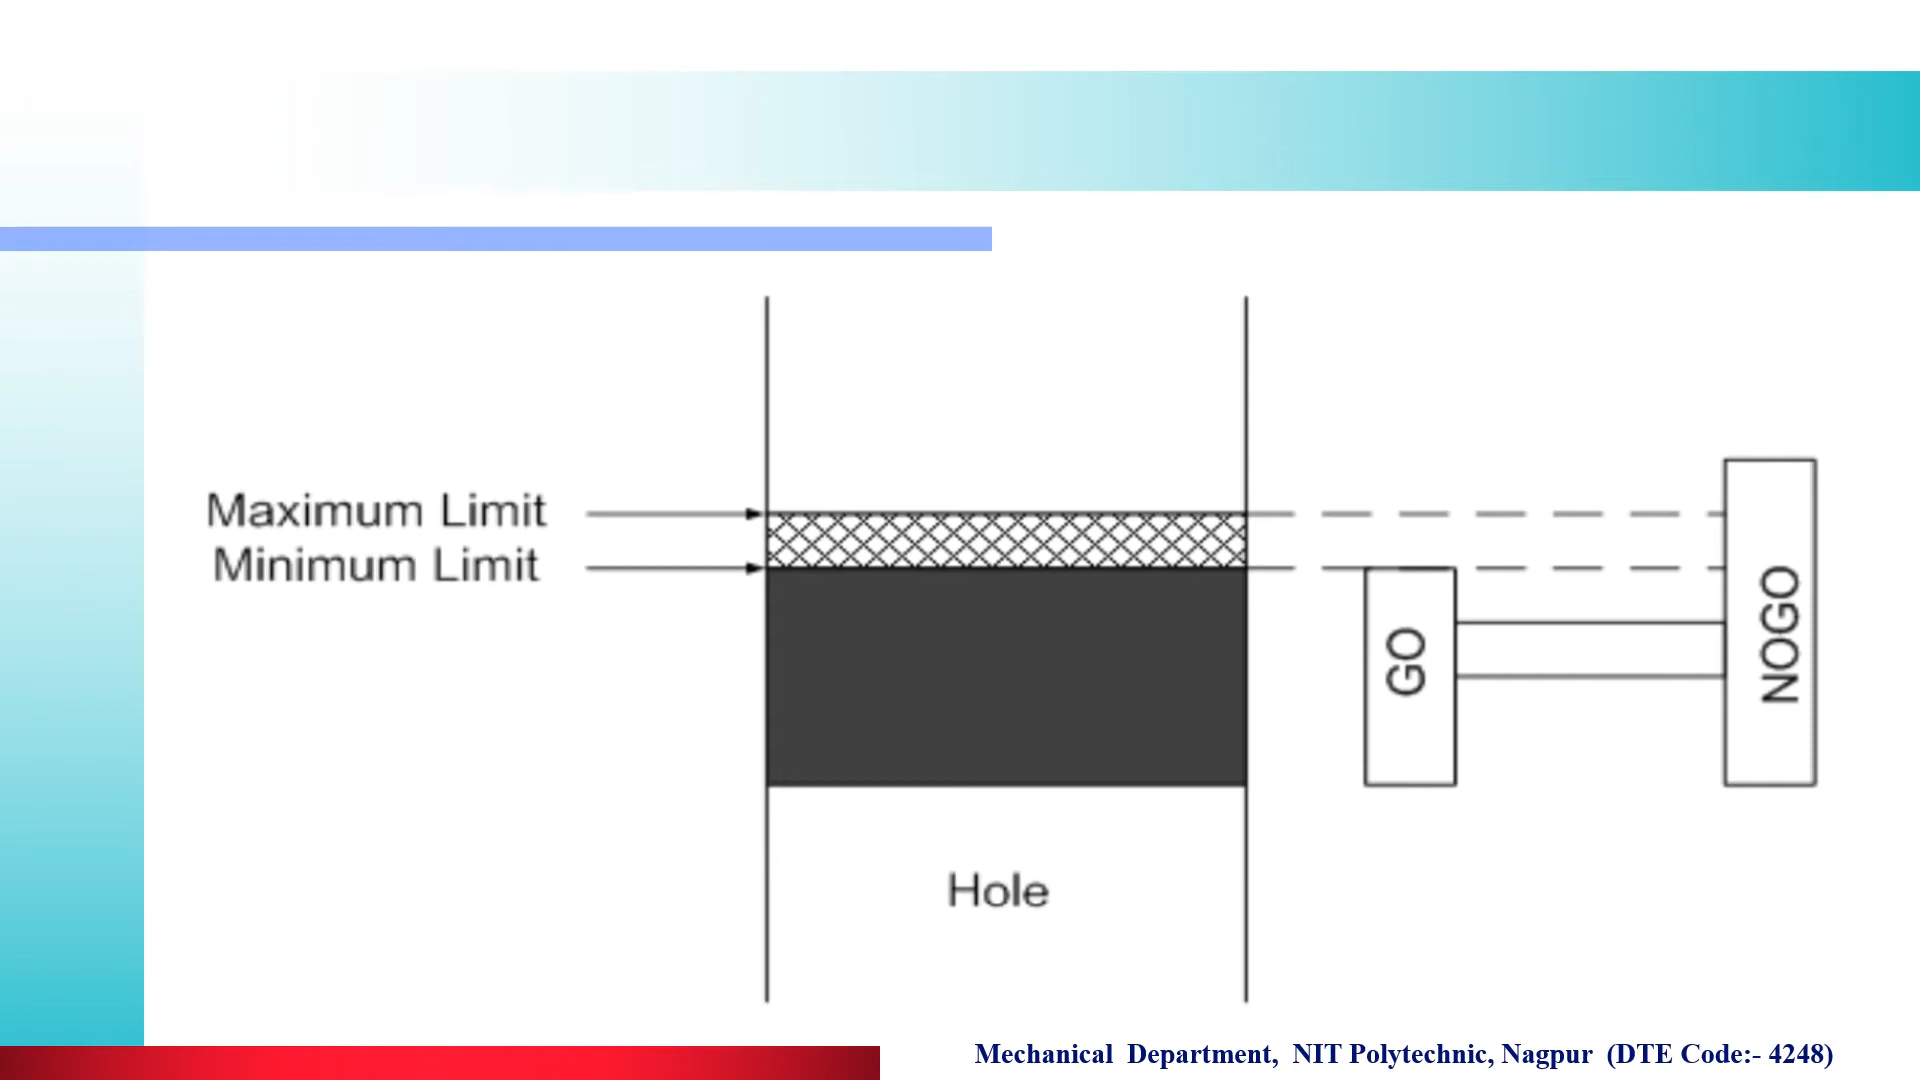 Maximum Limit
Minimum Limit
GO
NOGO
Hole
Mechanical Department, NIT Polytechnic, Nagpur (DTE Code:- 4248)